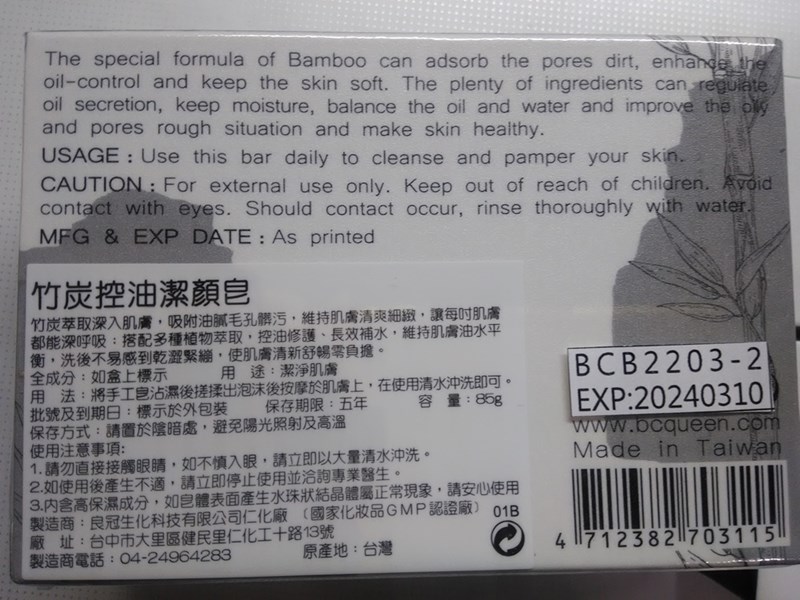 The special formula of Bamboo can adsorb the pores dirt, enhance the
oil-control and keep the skin soft. The plenty of ingredients can regulate
oil secretion, keep moisture, balance the oil and water and improve the oily
and pores rough situation and make skin healthy.
USAGE : Use this bar daily to cleanse and pamper your skin.
CAUTION : For external use only. Keep out of reach of children. Avoid
contact with eyes. Should contact occur, rinse thoroughly with water.
MFG & EXP DATE : As printed
竹炭控油潔顏皂
竹炭萃取深入肌膚，吸附油膩毛孔髒污，維持肌膚清爽細緻，讓每吋肌膚
都能深呼吸：搭配多種植物萃取，控油修護、長效補水，維持肌膚油水平
衡，洗後不易感到乾澀緊繃，使肌膚清新舒暢零負擔。
全成分：如盒上標示 用 途：潔淨肌膚
用 法：將手工皂沾濕後搓揉出泡沫後按摩於肌膚上，在使用清水沖洗即可。
批號及到期日：標示於外包裝 保存期限：五年 容 量：85g
保存方式：請置於陰暗處，避免陽光照射及高溫
使用注意事項：
1.請勿直接接觸眼睛，如不慎入眼，請立即以大量清水沖洗。
2.如使用後產生不適，請立即停止使用並洽詢專業醫生。
3.內含高保濕成分，如皂體表面產生水珠狀結晶體屬正常現象，請安心使用
製造商：良冠生化科技有限公司仁化廠〔國家化妝品GMP認證廠〕 01B
廠 址：台中市大里區健民里仁化工十路13號
製造商電話：04-24964283 原產地：台灣
BCB2203-2
EXP:20240310
www.bcqueen.com
Made in Taiwan
4 712382 703115